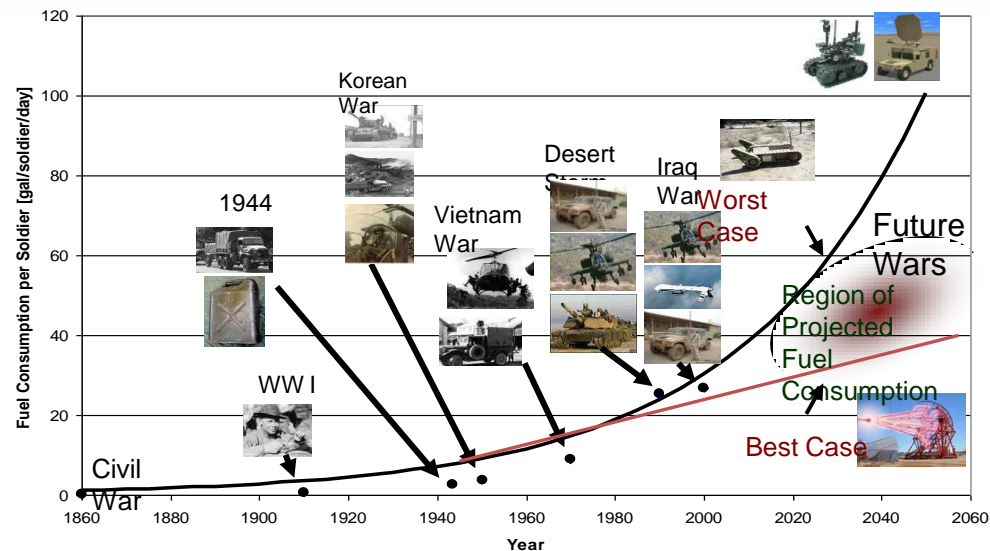 120
100
80
60
40
20
0
Fuel Consumption per Soldier [gal/soldier/day]
1860
1880
1900
1920
1940
1960
1980
2000
2020
2040
2060
Year
Civil
War
WW I
1944
Korean
War
Vietnam
War
Desert
Storm
Iraq
War
Worst
Case
Future
Wars
Region of
Projected
Fuel
Consumption
Best Case